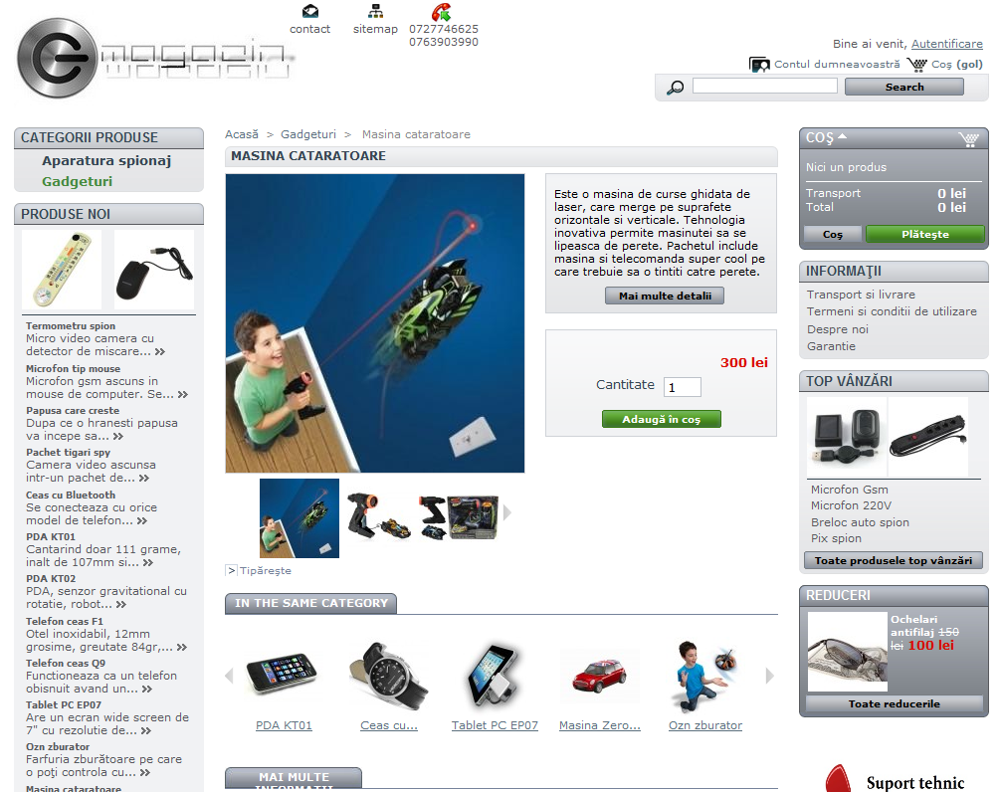 contact
sitemap
0727746625
0763903990
magazin
Bine ai venit, Autentificare
Contul dumneavoastră
Coş (gol)
Search
CATEGORII PRODUSE
Aparatura spionaj
Gadgeturi
PRODUSE NOI
Termometru spion
Micro video camera cu
detector de miscare... »
Microfon tip mouse
Microfon gsm ascuns in
mouse de computer. Se... »
Papusa care creste
Dupa ce o hranesti papusa
va incepe sa... »
Pachet tigari spy
Camera video ascunsa
intr-un pachet de... »
Ceas cu Bluetooth
Se conecteaza cu orice
model de telefon... »
PDA KT01
Cantarind doar 111 grame,
inalt de 107mm si... »
PDA KT02
PDA, senzor gravitational cu
rotatie, robot... »
Telefon ceas F1
Otel inoxidabil, 12mm
grosime, greutate 84gr,... »
Telefon ceas Q9
Functioneaza ca un telefon
obisnuit avand un... »
Tablet PC EP07
Are un ecran wide screen de
7" cu rezolutie de... »
Ozn zburator
Farfuria zburătoare pe care
o poţi controla cu... »
Masina cataratoare
Acasă > Gadgeturi > Masina cataratoare
MASINA CATARATOARE
Este o masina de curse ghidata de
laser, care merge pe suprafete
orizontale si verticale. Tehnologia
inovativa permite masinutei sa se
lipeasca de perete. Pachetul include
masina si telecomanda super cool pe
care trebuie sa o tintiti catre perete.
Mai multe detalii
300 lei
Cantitate 1
Adaugă în coş
> Tipăreşte
IN THE SAME CATEGORY
PDA KT01
Ceas cu...
Tablet PC EP07
Masina Zero...
Ozn zburator
MAI MULTE
INFORMAŢII
COŞ
Nici un produs
Transport 0 lei
Total 0 lei
Coş
Plăteşte
INFORMAŢII
Transport si livrare
Termeni si conditii de utilizare
Despre noi
Garantie
TOP VÂNZĂRI
Microfon Gsm
Microfon 220V
Breloc auto spion
Pix spion
Toate produsele top vânzări
REDUCERI
Ochelari
antifilaj 150
lei 100 lei
Toate reducerile
Suport tehnic